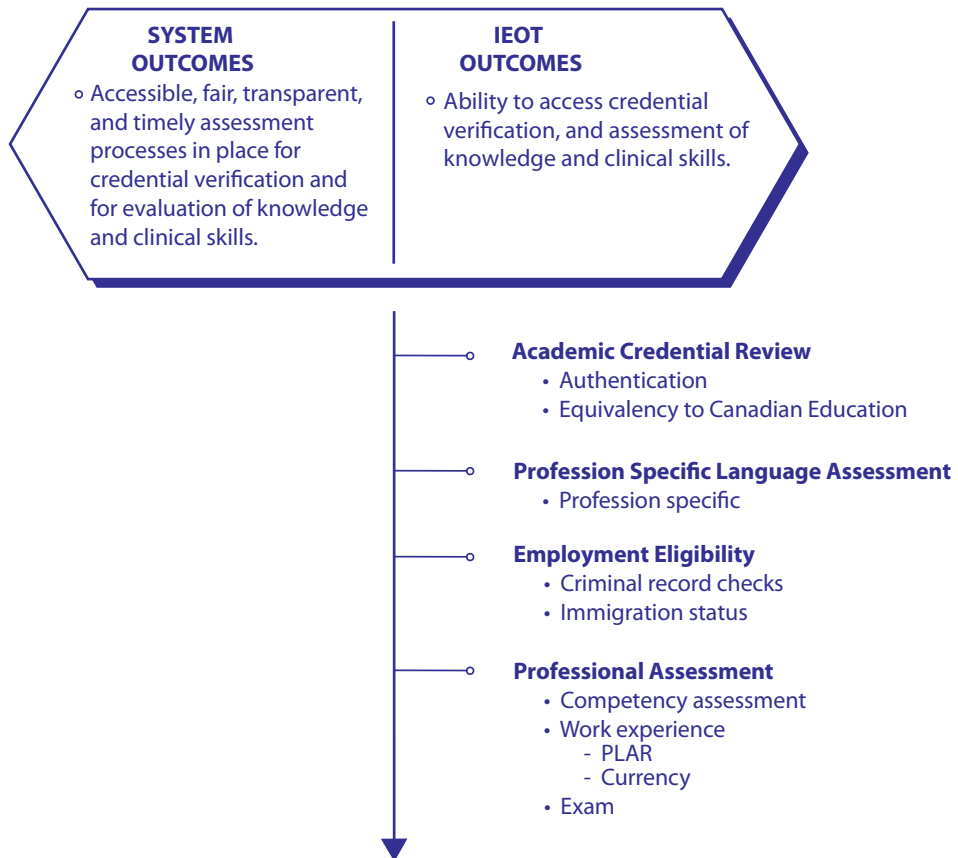 SYSTEM
OUTCOMES
Accessible, fair, transparent,
and timely assessment
processes in place for
credential verification and
for evaluation of knowledge
and clinical skills.
IEOT
OUTCOMES
Ability to access credential
verification, and assessment of
knowledge and clinical skills.
Academic Credential Review
• Authentication
• Equivalency to Canadian Education
Profession Specific Language Assessment
• Profession specific
Employment Eligibility
• Criminal record checks
• Immigration status
Professional Assessment
• Competency assessment
• Work experience
- PLAR
- Currency
• Exam